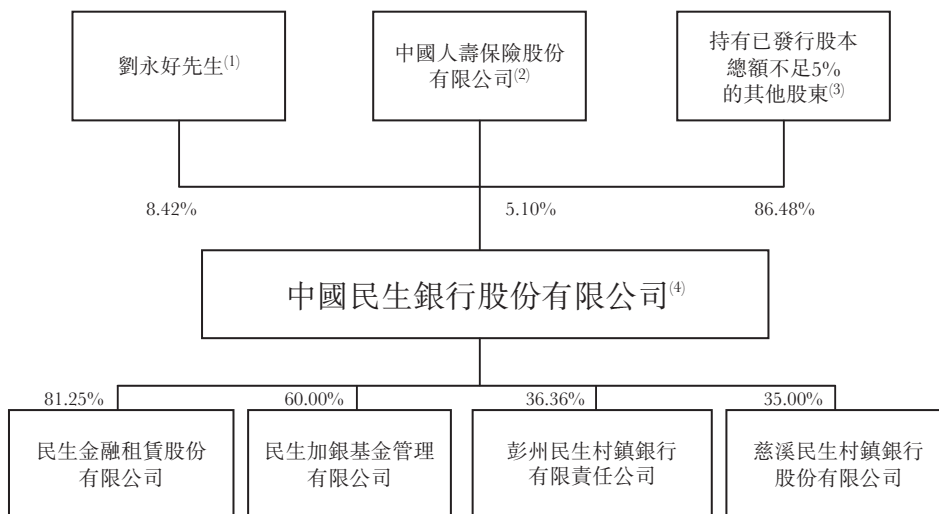 劉永好先生(1)
中國人壽保險股份
有限公司(2)
持有已發行股本
總額不足5%
的其他股東(3)
8.42%
5.10%
86.48%
中國民生銀行股份有限公司(4)
81.25%
60.00%
36.36%
35.00%
民生金融租賃股份
有限公司
民生加銀基金管理
有限公司
彭州民生村鎮銀行
有限責任公司
慈溪民生村鎮銀行
股份有限公司